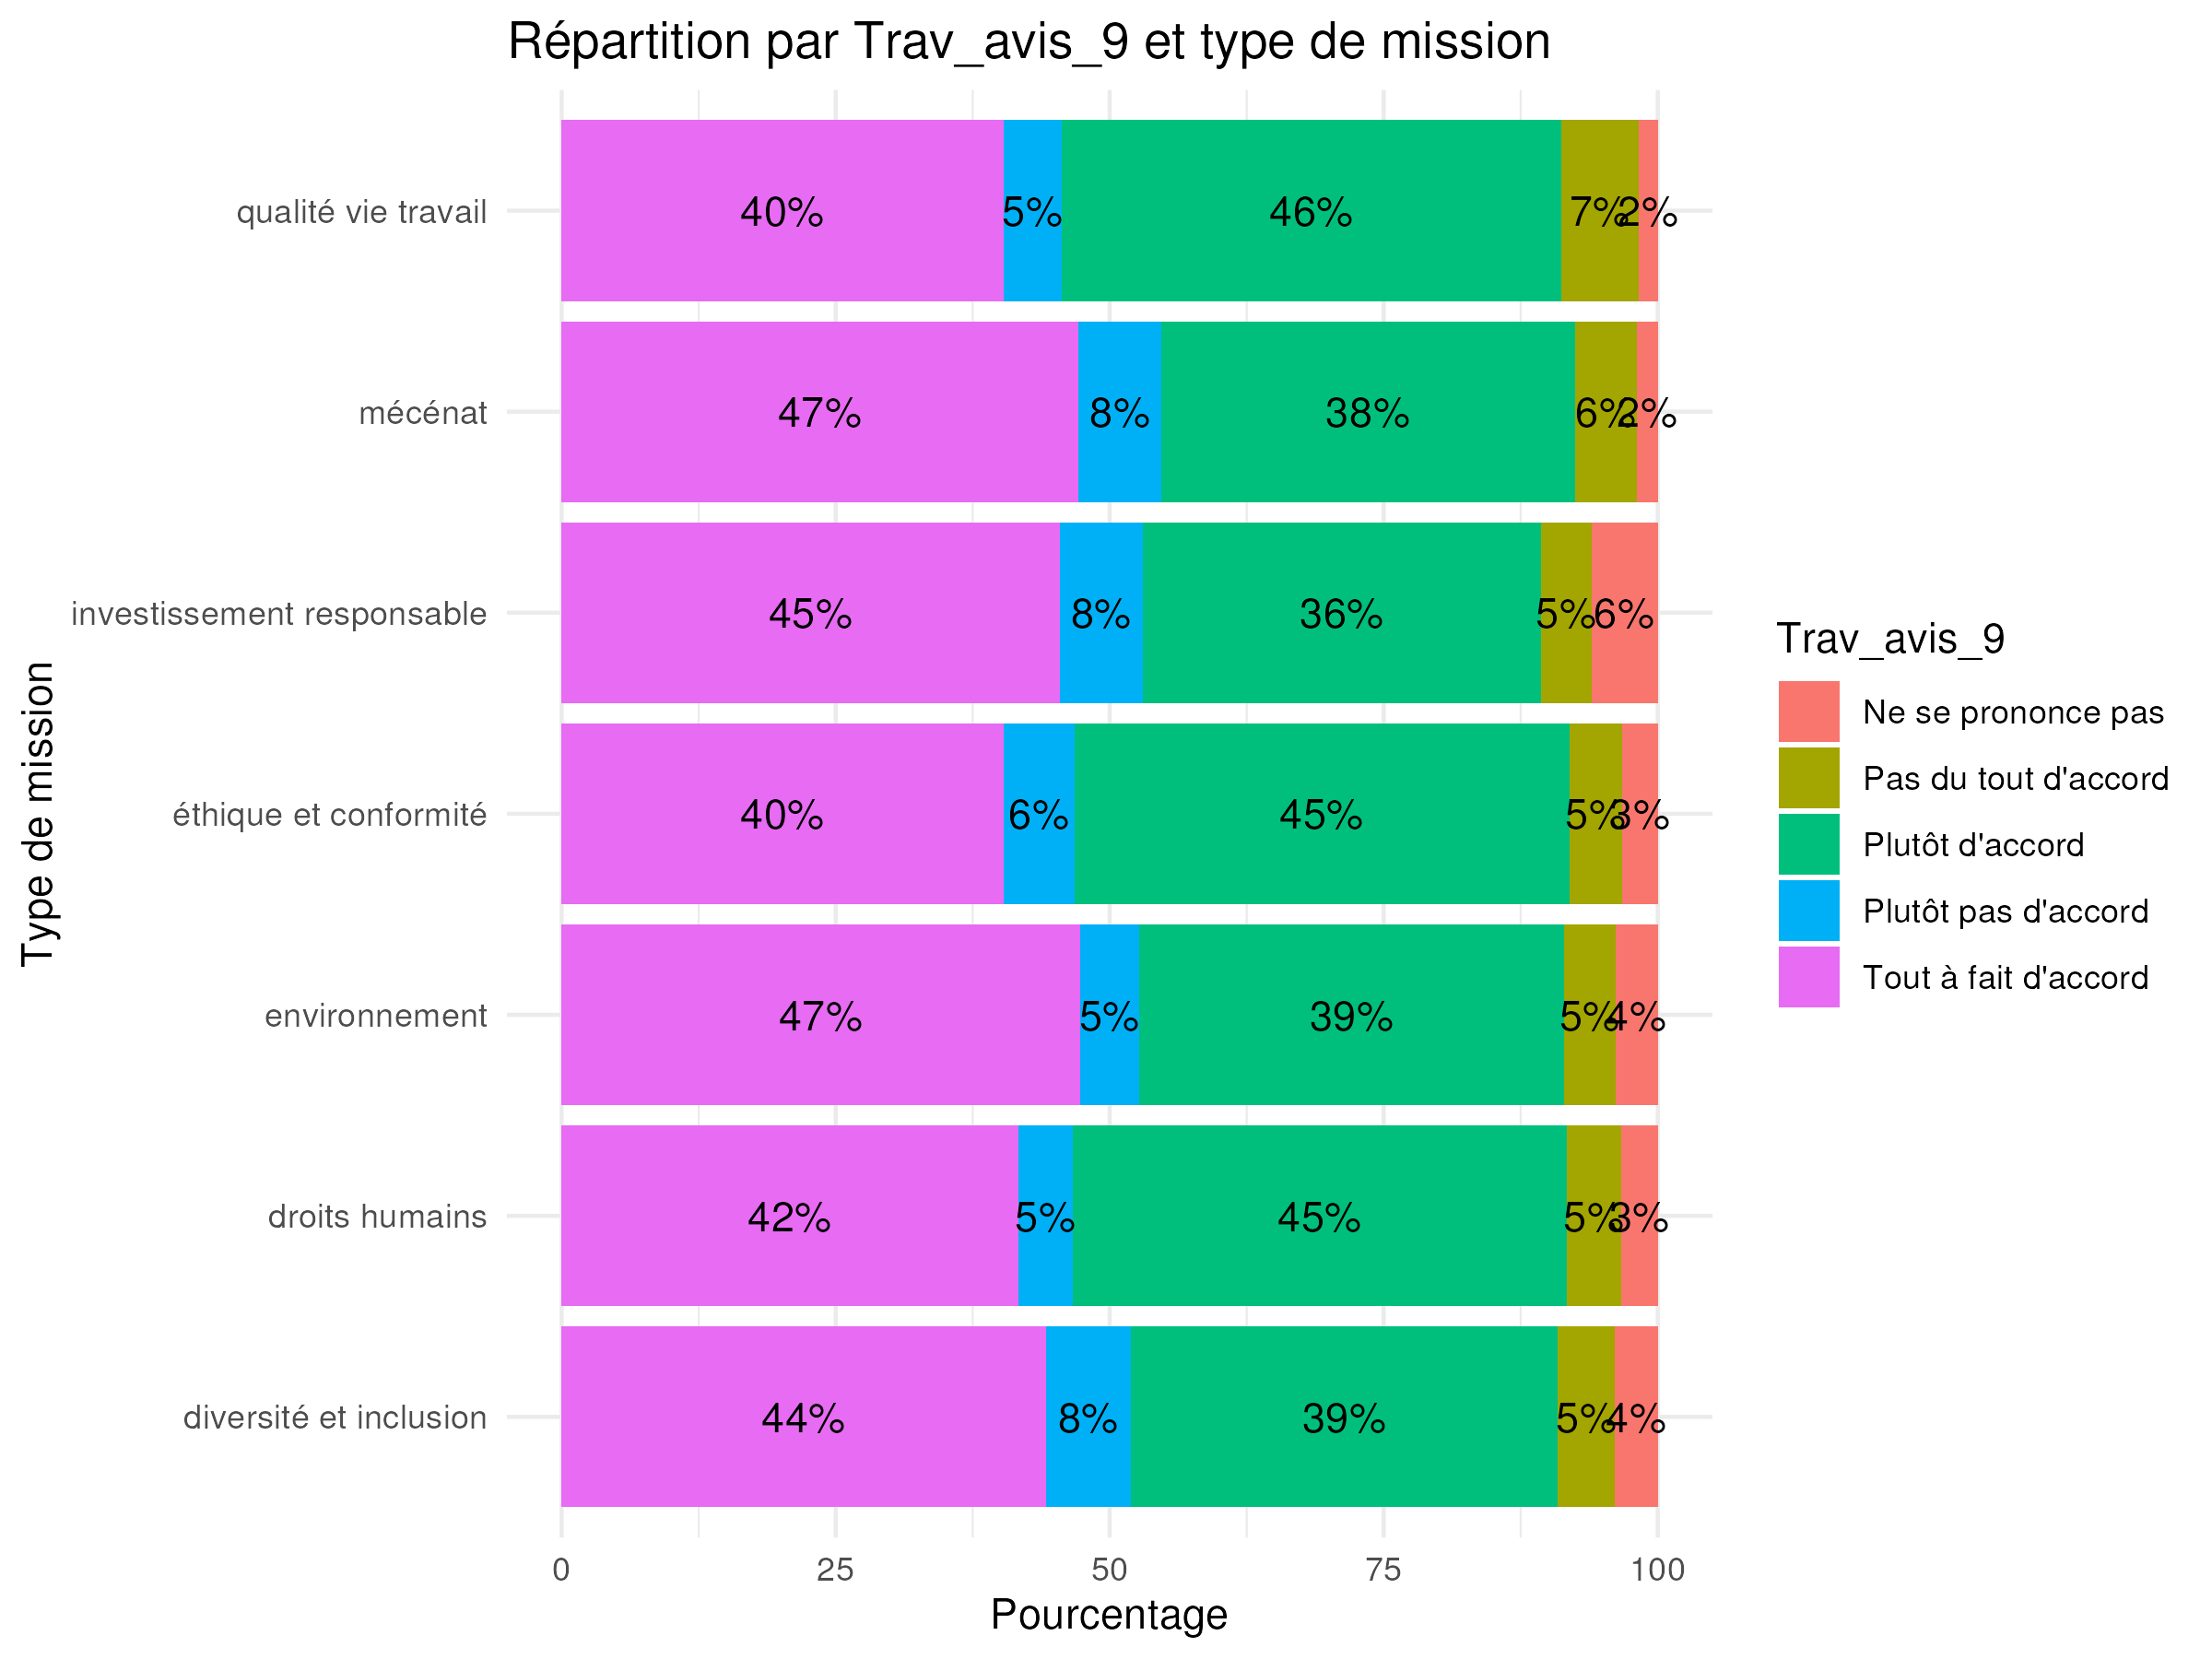 Répartition par Trav_avis_9 et type de mission
qualité vie travail
40% 5% 46% 7% 2%
mécénat
47% 8% 38% 6% 2%
investissement responsable
45% 8% 36% 5% 6%
éthique et conformité
40% 6% 45% 5% 3%
environnement
47% 5% 39% 5% 4%
droits humains
42% 5% 45% 5% 3%
diversité et inclusion
44% 8% 39% 5% 4%
0 25 50 75 100
Pourcentage
Type de mission
Trav_avis_9
Ne se prononce pas
Pas du tout d'accord
Plutôt d'accord
Plutôt pas d'accord
Tout à fait d'accord